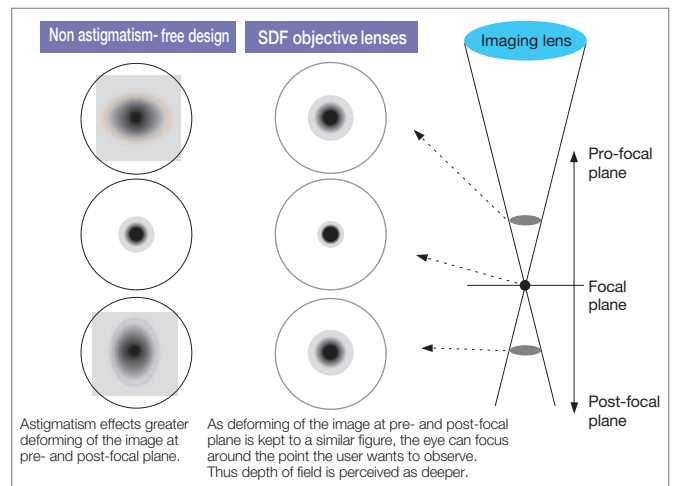 Non astigmatism- free design
SDF objective lenses
Imaging lens
Pro-focal
plane
Focal
plane
Post-focal
plane
Astigmatism effects greater
deforming of the image at
pre- and post-focal plane.
As deforming of the image at pre- and post-focal
plane is kept to a similar figure, the eye can focus
around the point the user wants to observe.
Thus depth of field is perceived as deeper.